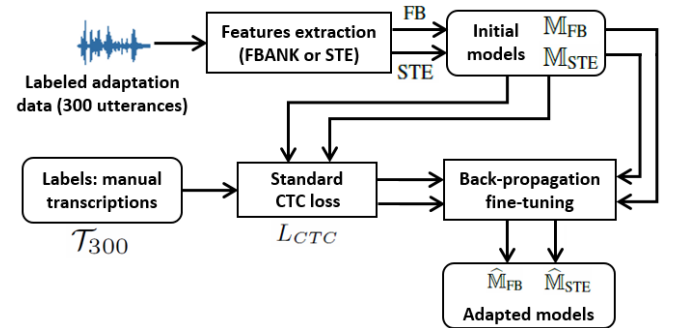 Features extraction
(FBANK or STE)
FB
STE
Initial
models
𝕄FB
𝕄STE
Labeled adaptation
data (300 utterances)
Labels: manual
transcriptions
𝒯300
Standard
CTC loss
LCTC
Back-propagation
fine-tuning
𝕄̂FB 𝕄̂STE
Adapted models